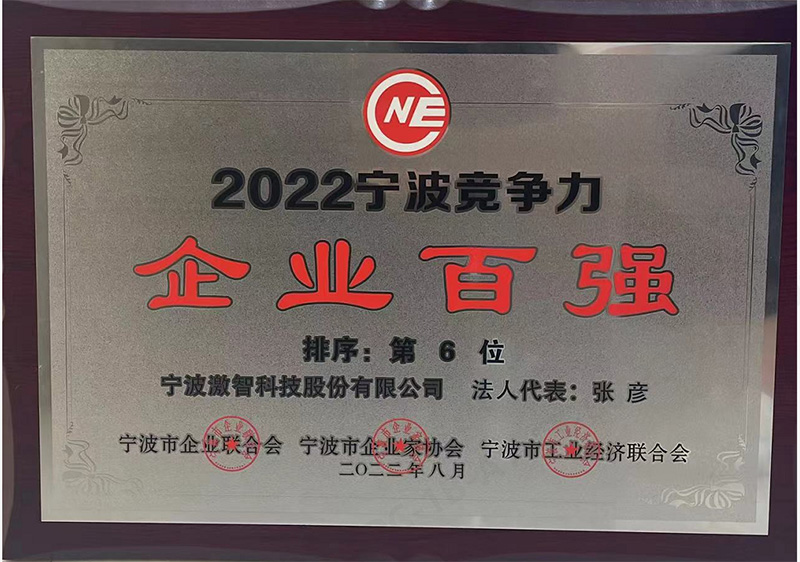 CNE
2022宁波竞争力
企业百强
排序：第 6 位
宁波激智科技股份有限公司 法人代表：张 彦
宁波市企业联合会 宁波市企业家协会 宁波市工业经济联合会
二〇二二年八月